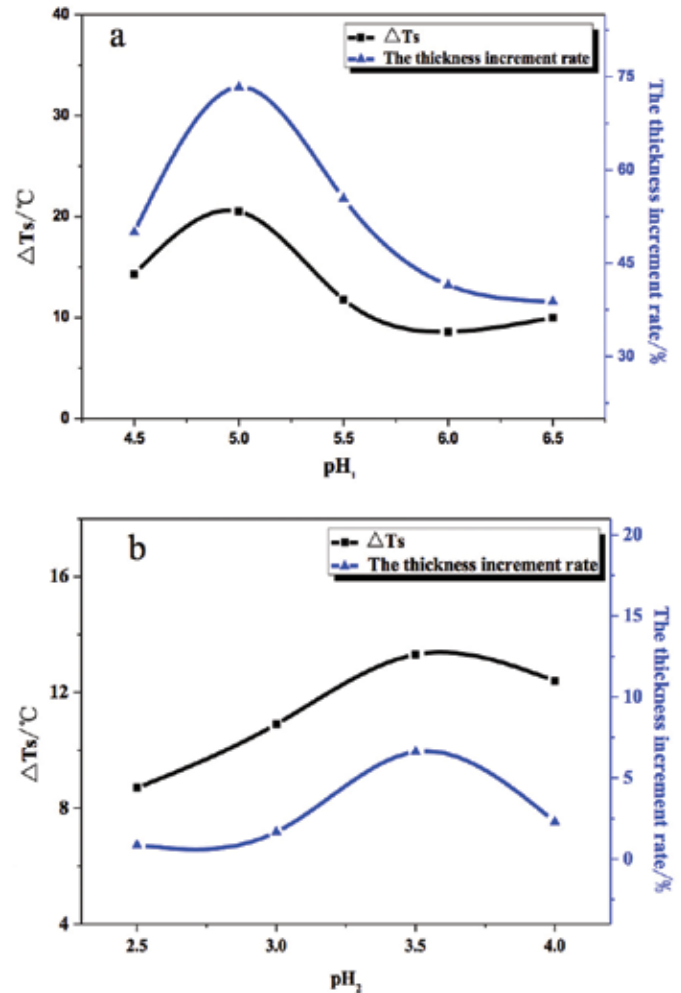 a
△Ts
The thickness increment rate
40
30
20
10
0
△Ts/℃
75
60
45
30
The thickness increment rate/%
4.5 5.0 5.5 6.0 6.5
pH₁
b
△Ts
The thickness increment rate
16
12
8
4
△Ts/℃
20
15
10
5
0
The thickness increment rate/%
2.5 3.0 3.5 4.0
pH₂